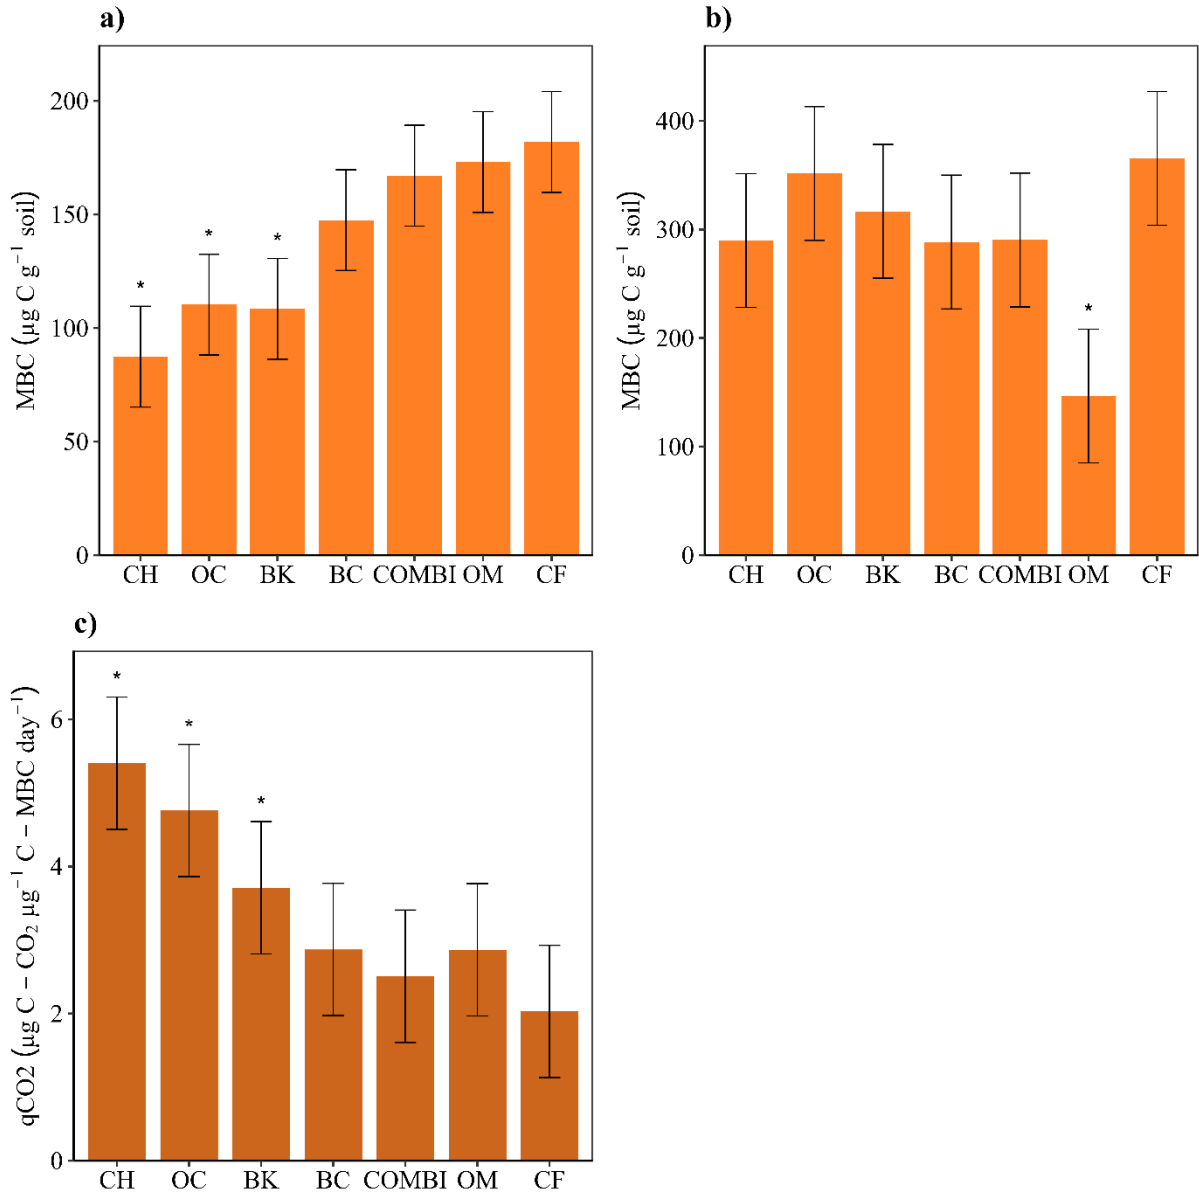 a)
MBC (µg C g⁻¹ soil)
200
150
100
50
0
*
*
*
CH OC BK BC COMBI OM CF
b)
MBC (µg C g⁻¹ soil)
400
300
200
100
0
*
CH OC BK BC COMBI OM CF
c)
qCO2 (µg C − CO₂ µg⁻¹ C − MBC day⁻¹)
6
4
2
0
*
*
*
CH OC BK BC COMBI OM CF